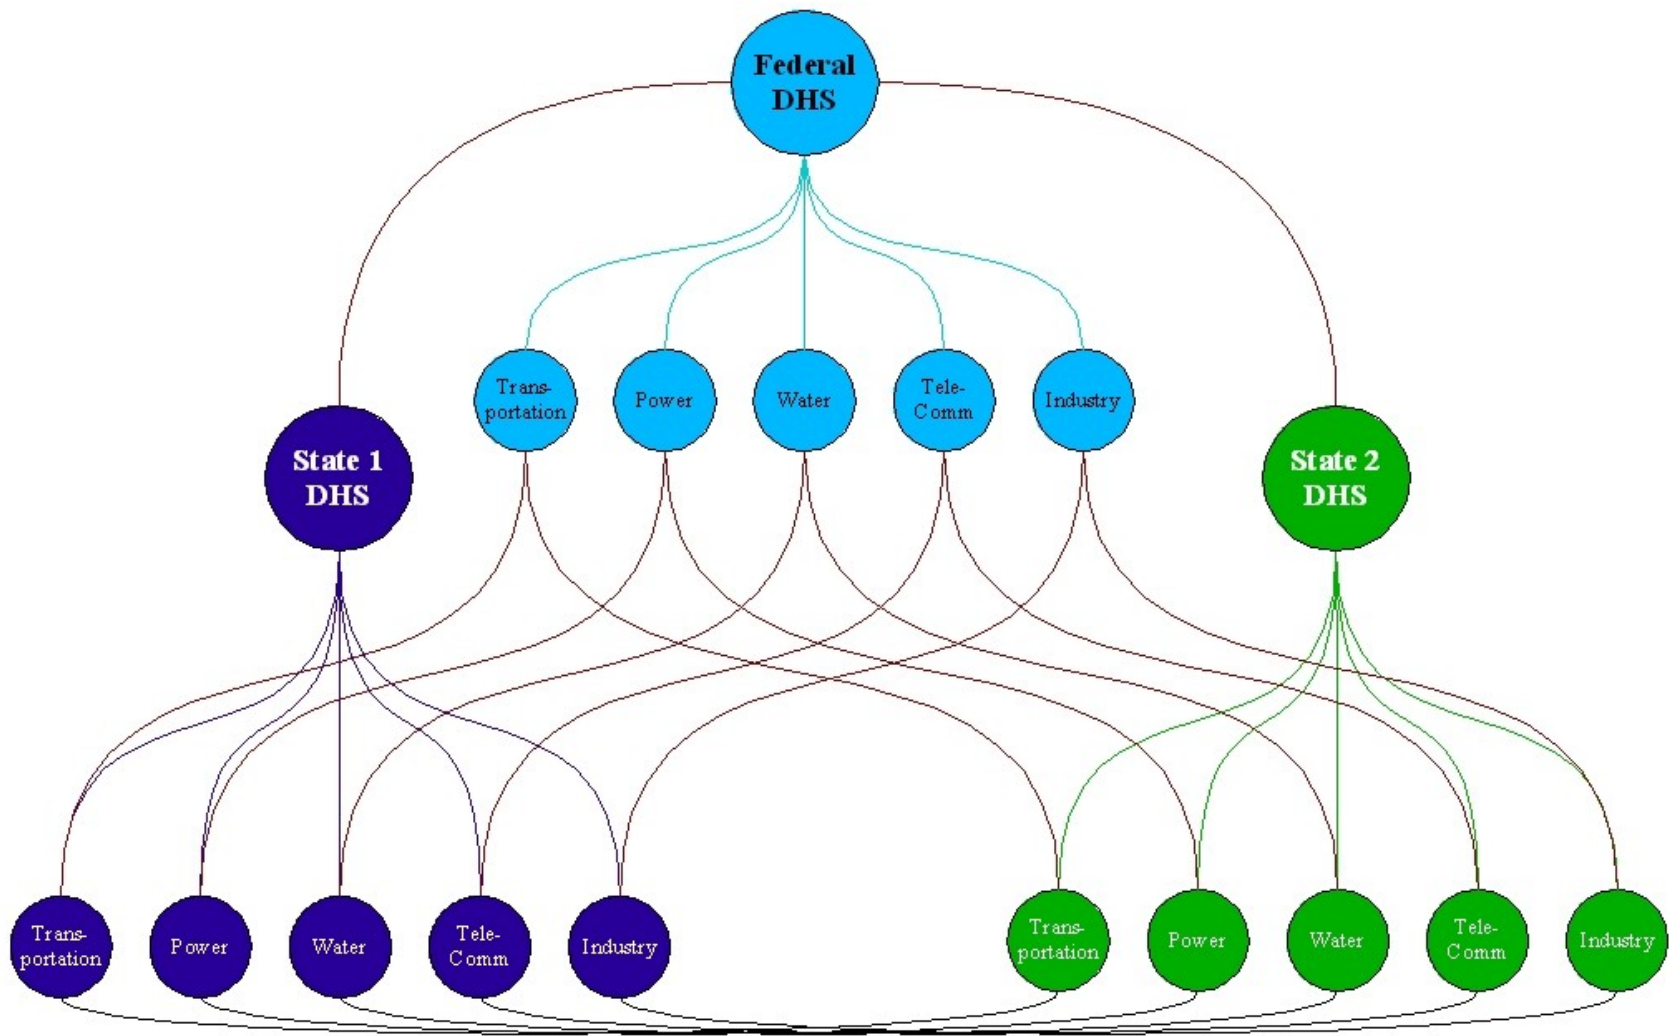 Federal
DHS
Trans-
portation
Power
Water
Tele-
Comm
Industry
State 1
DHS
State 2
DHS
Trans-
portation
Power
Water
Tele-
Comm
Industry
Trans-
portation
Power
Water
Tele-
Comm
Industry